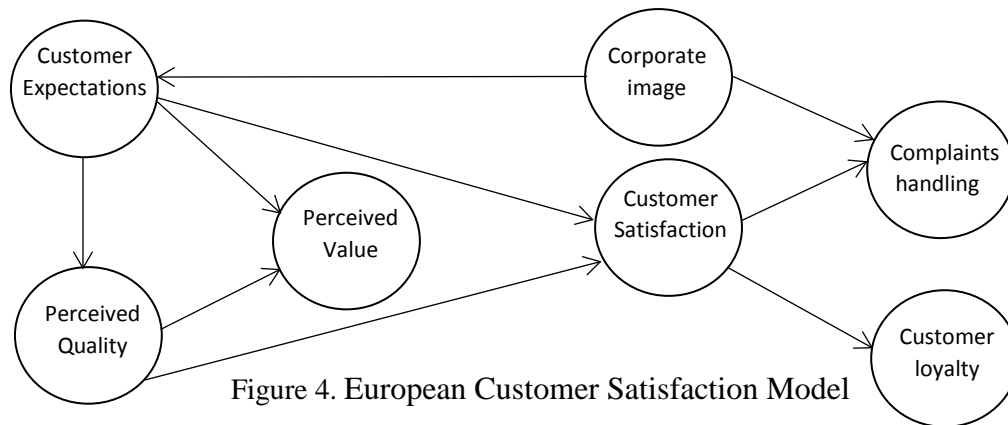 Customer
Expectations
Corporate
image
Complaints
handling
Customer
Satisfaction
Perceived
Value
Perceived
Quality
Customer
loyalty
Figure 4. European Customer Satisfaction Model